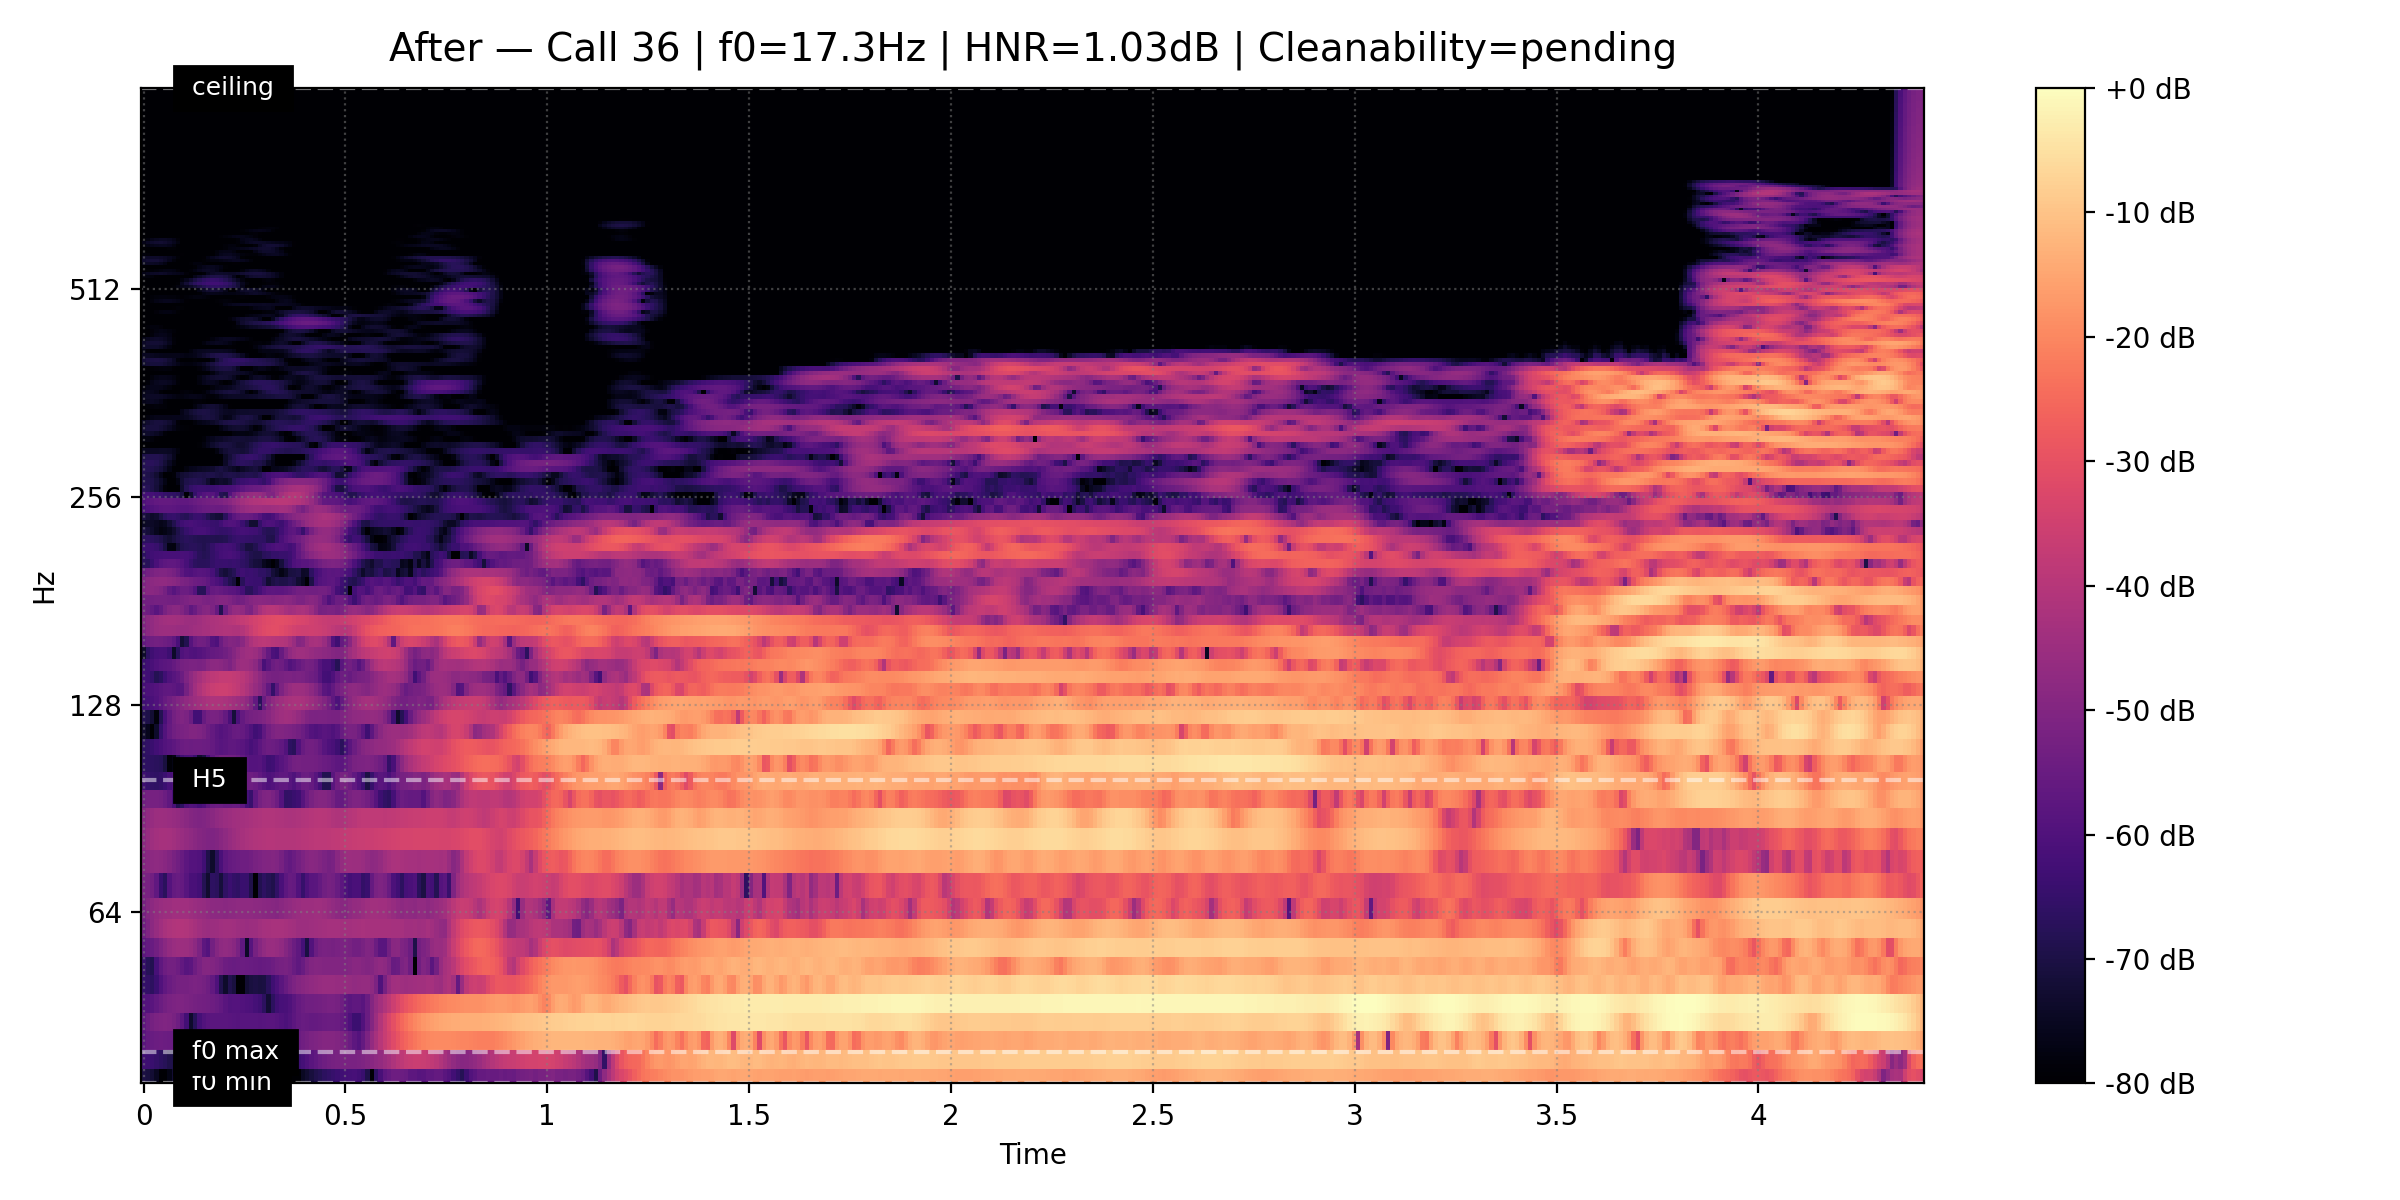 After — Call 36 | f0=17.3Hz | HNR=1.03dB | Cleanability=pending
ceiling
+0 dB
-10 dB
-20 dB
-30 dB
-40 dB
-50 dB
-60 dB
-70 dB
-80 dB
512
256
128
64
Hz
H5
f0 max
f0 min
0 0.5 1 1.5 2 2.5 3 3.5 4
Time